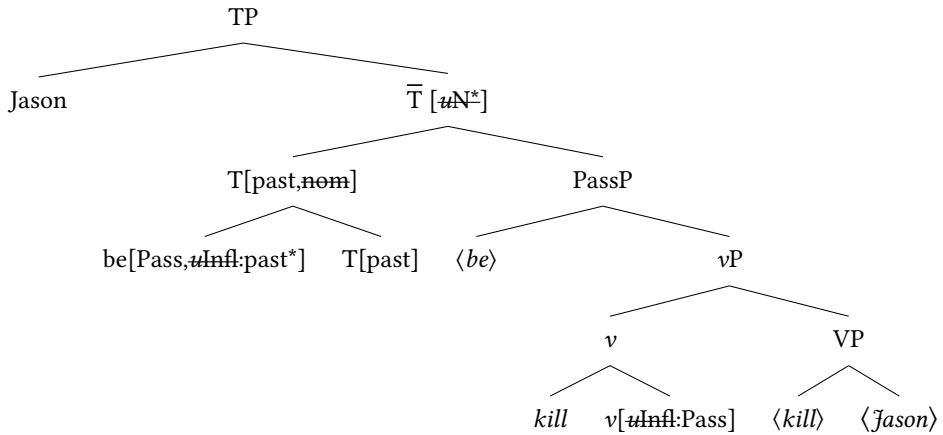 TP
Jason T̅ [uN*]
T[past,nom] PassP
be[Pass,uInfl:past*] T[past] ⟨be⟩ vP
v VP
kill v[uInfl:Pass] ⟨kill⟩ ⟨Jason⟩